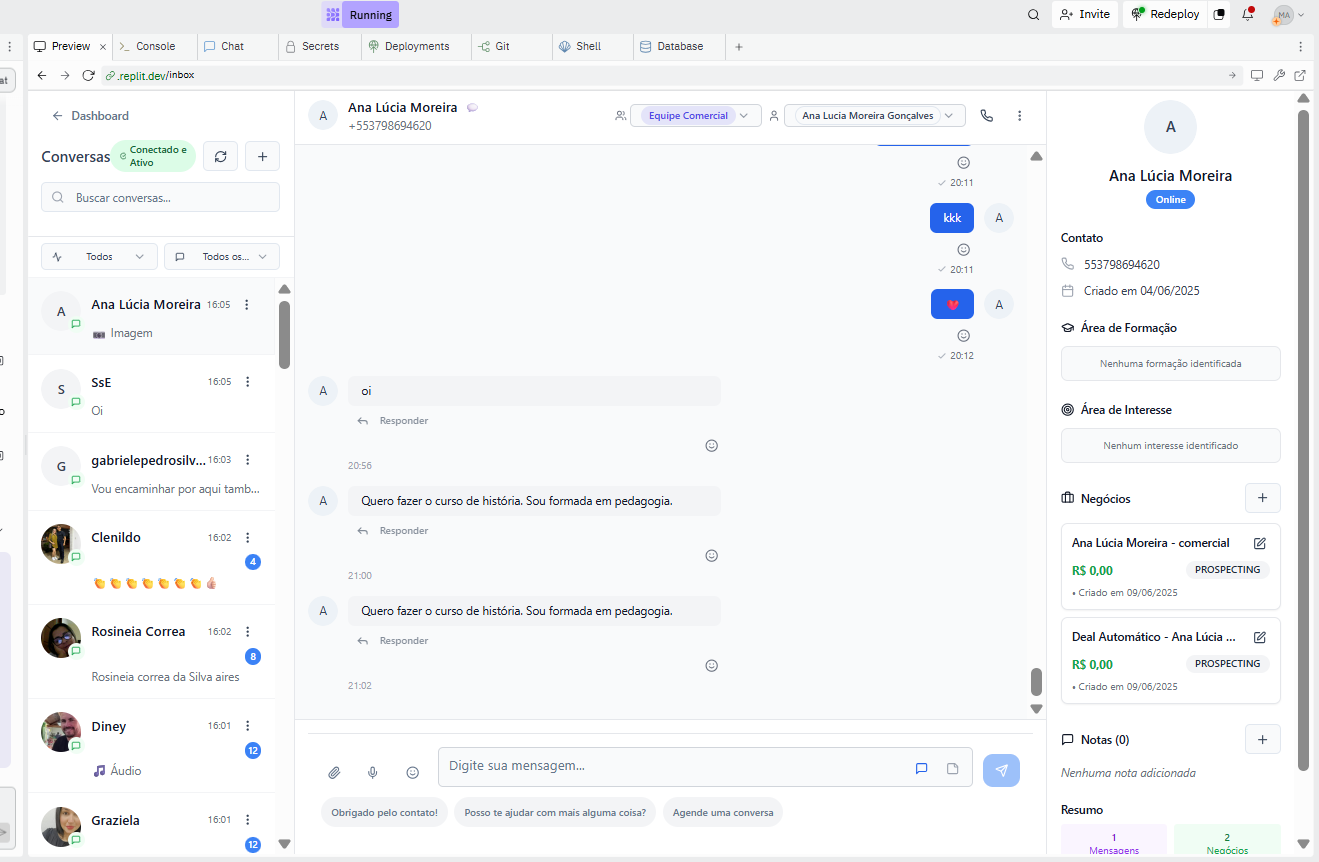 Running
Invite
Redeploy
MA
Preview
Console
Chat
Secrets
Deployments
Git
Shell
Database
at
.replit.dev/inbox
Dashboard
Conversas
Conectado e
Ativo
Buscar conversas...
Todos
Todos os...
A
Ana Lúcia Moreira
16:05
Imagem
S
SsE
16:05
Oi
G
gabrielepedrosilv...
16:03
Vou encaminhar por aqui tamb...
Clenildo
16:02
4
Rosineia Correa
16:02
8
Rosineia correa da Silva aires
Diney
16:01
12
Áudio
Graziela
16:01
12
A
Ana Lúcia Moreira
+553798694620
Equipe Comercial
Ana Lucia Moreira Gonçalves
20:11
kkk
A
20:11
A
20:12
A
oi
Responder
20:56
A
Quero fazer o curso de história. Sou formada em pedagogia.
Responder
21:00
A
Quero fazer o curso de história. Sou formada em pedagogia.
Responder
21:02
Digite sua mensagem...
Obrigado pelo contato!
Posso te ajudar com mais alguma coisa?
Agende uma conversa
A
Ana Lúcia Moreira
Online
Contato
553798694620
Criado em 04/06/2025
Área de Formação
Nenhuma formação identificada
Área de Interesse
Nenhum interesse identificado
Negócios
Ana Lúcia Moreira - comercial
R$ 0,00
PROSPECTING
• Criado em 09/06/2025
Deal Automático - Ana Lúcia ...
R$ 0,00
PROSPECTING
• Criado em 09/06/2025
Notas (0)
Nenhuma nota adicionada
Resumo
1
Mensagens
2
Negócios